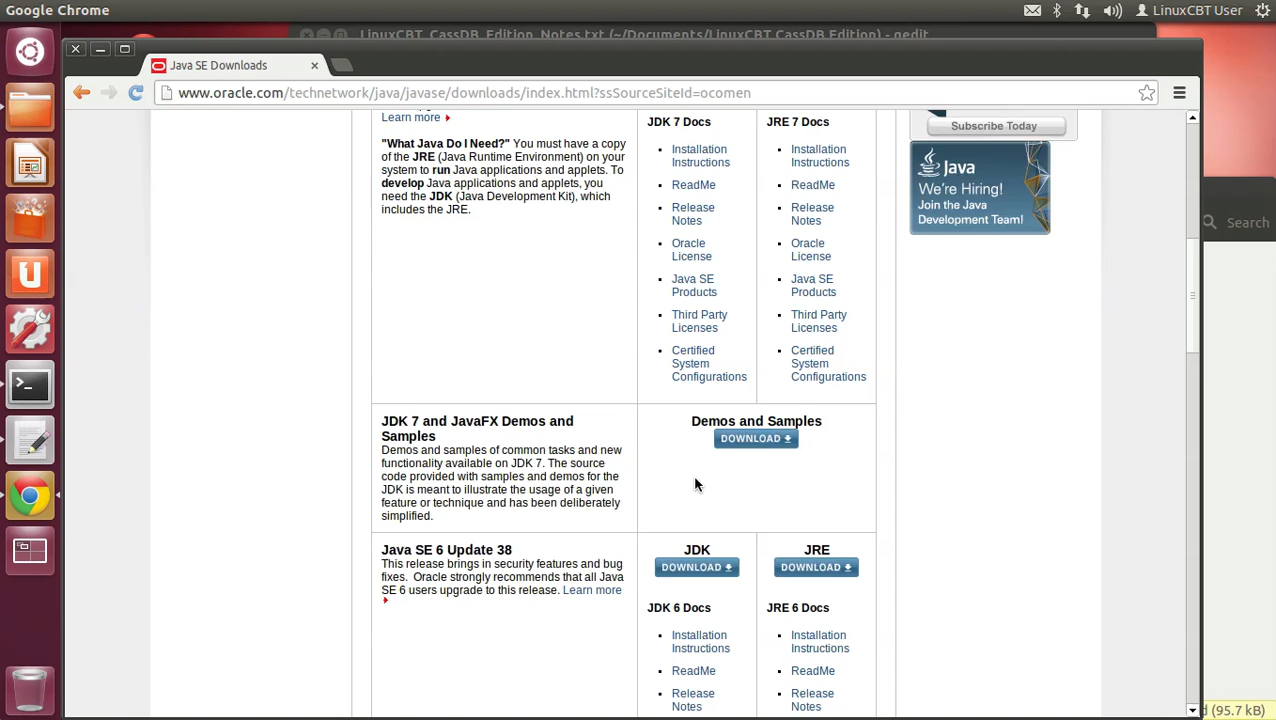 Google Chrome
LinuxCBT User
LinuxCBT_CassDB_Edition_Notes.txt (~/Documents/LinuxCBT CassDB Edition) - gedit
Java SE Downloads
www.oracle.com/technetwork/java/javase/downloads/index.html?ssSourceSiteId=ocomen
Learn more
"What Java Do I Need?" You must have a copy
of the JRE (Java Runtime Environment) on your
system to run Java applications and applets. To
develop Java applications and applets, you
need the JDK (Java Development Kit), which
includes the JRE.
JDK 7 Docs
Installation
Instructions
ReadMe
Release
Notes
Oracle
License
Java SE
Products
Third Party
Licenses
Certified
System
Configurations
JRE 7 Docs
Installation
Instructions
ReadMe
Release
Notes
Oracle
License
Java SE
Products
Third Party
Licenses
Certified
System
Configurations
Subscribe Today
Java
We're Hiring!
Join the Java
Development Team!
Search
JDK 7 and JavaFX Demos and
Samples
Demos and samples of common tasks and new
functionality available on JDK 7. The source
code provided with samples and demos for the
JDK is meant to illustrate the usage of a given
feature or technique and has been deliberately
simplified.
Demos and Samples
DOWNLOAD
Java SE 6 Update 38
This release brings in security features and bug
fixes. Oracle strongly recommends that all Java
SE 6 users upgrade to this release. Learn more
JDK
DOWNLOAD
JDK 6 Docs
Installation
Instructions
ReadMe
Release
Notes
JRE
DOWNLOAD
JRE 6 Docs
Installation
Instructions
ReadMe
Release
Notes
(95.7 kB)